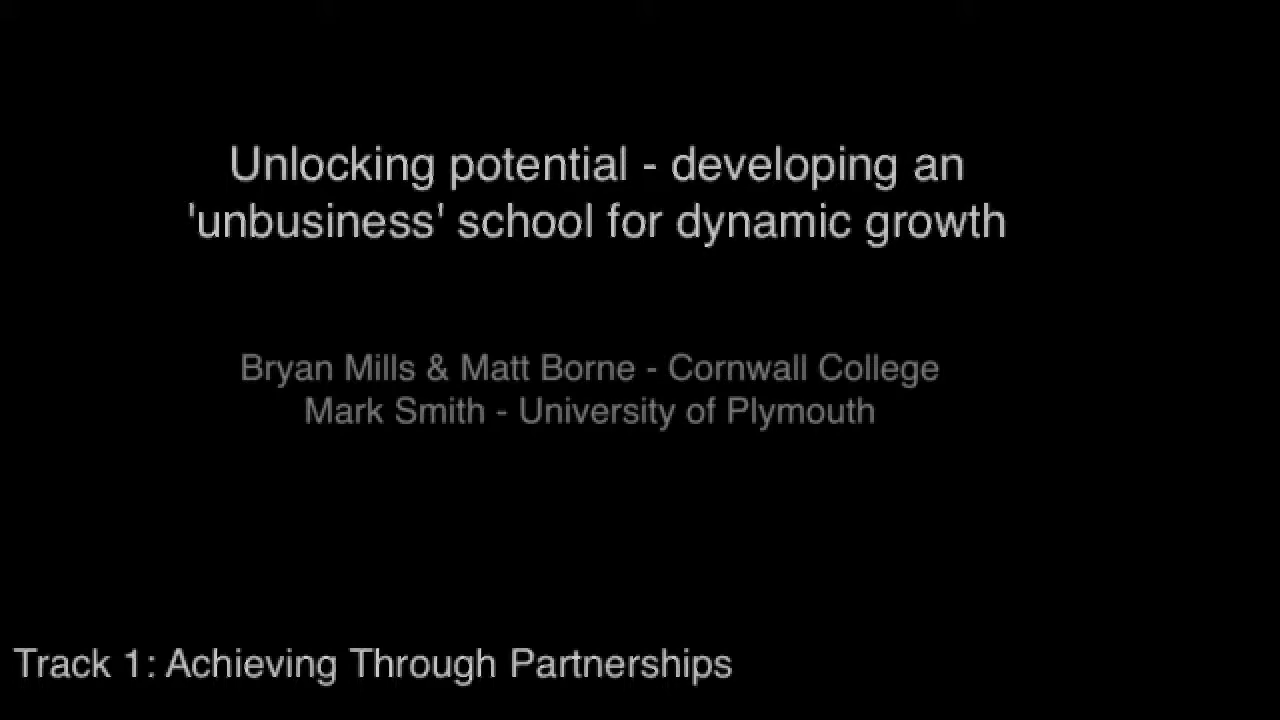 Unlocking potential - developing an
'unbusiness' school for dynamic growth
Bryan Mills & Matt Borne - Cornwall College
Mark Smith - University of Plymouth
Track 1: Achieving Through Partnerships